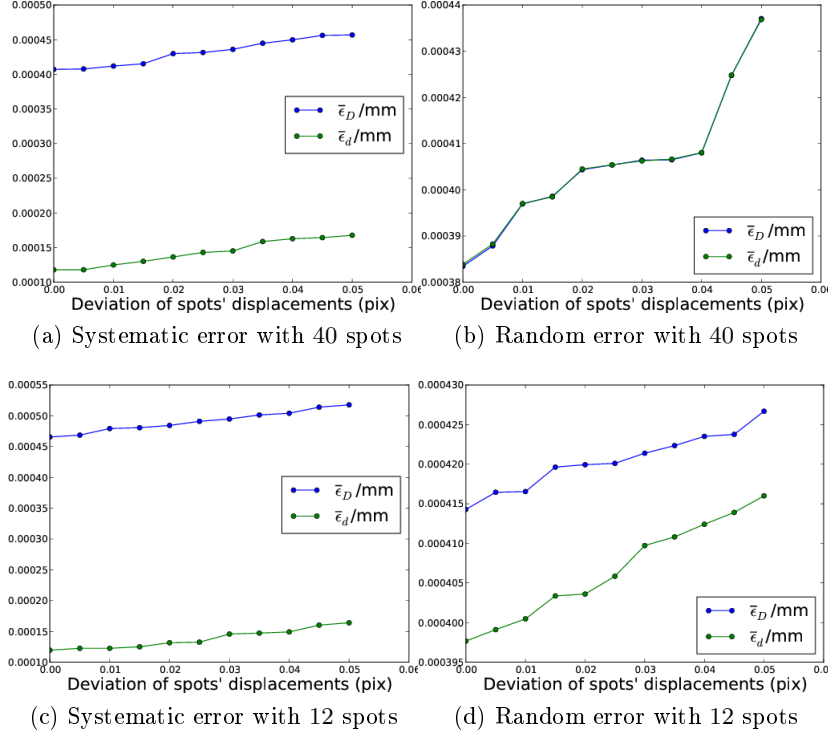 0.00050
0.00045
0.00040
0.00035
0.00030
0.00025
0.00020
0.00015
0.00010
0.00 0.01 0.02 0.03 0.04 0.05 0.06
ϵ̅_D/mm
ϵ̅_d/mm
Deviation of spots' displacements (pix)
(a) Systematic error with 40 spots
0.00044
0.00043
0.00042
0.00041
0.00040
0.00039
0.00038
0.00 0.01 0.02 0.03 0.04 0.05 0.06
ϵ̅_D/mm
ϵ̅_d/mm
Deviation of spots' displacements (pix)
(b) Random error with 40 spots
0.00055
0.00050
0.00045
0.00040
0.00035
0.00030
0.00025
0.00020
0.00015
0.00010
0.00 0.01 0.02 0.03 0.04 0.05 0.06
ϵ̅_D/mm
ϵ̅_d/mm
Deviation of spots' displacements (pix)
(c) Systematic error with 12 spots
0.000430
0.000425
0.000420
0.000415
0.000410
0.000405
0.000400
0.000395
0.00 0.01 0.02 0.03 0.04 0.05 0.0
ϵ̅_D/mm
ϵ̅_d/mm
Deviation of spots' displacements (pix)
(d) Random error with 12 spots